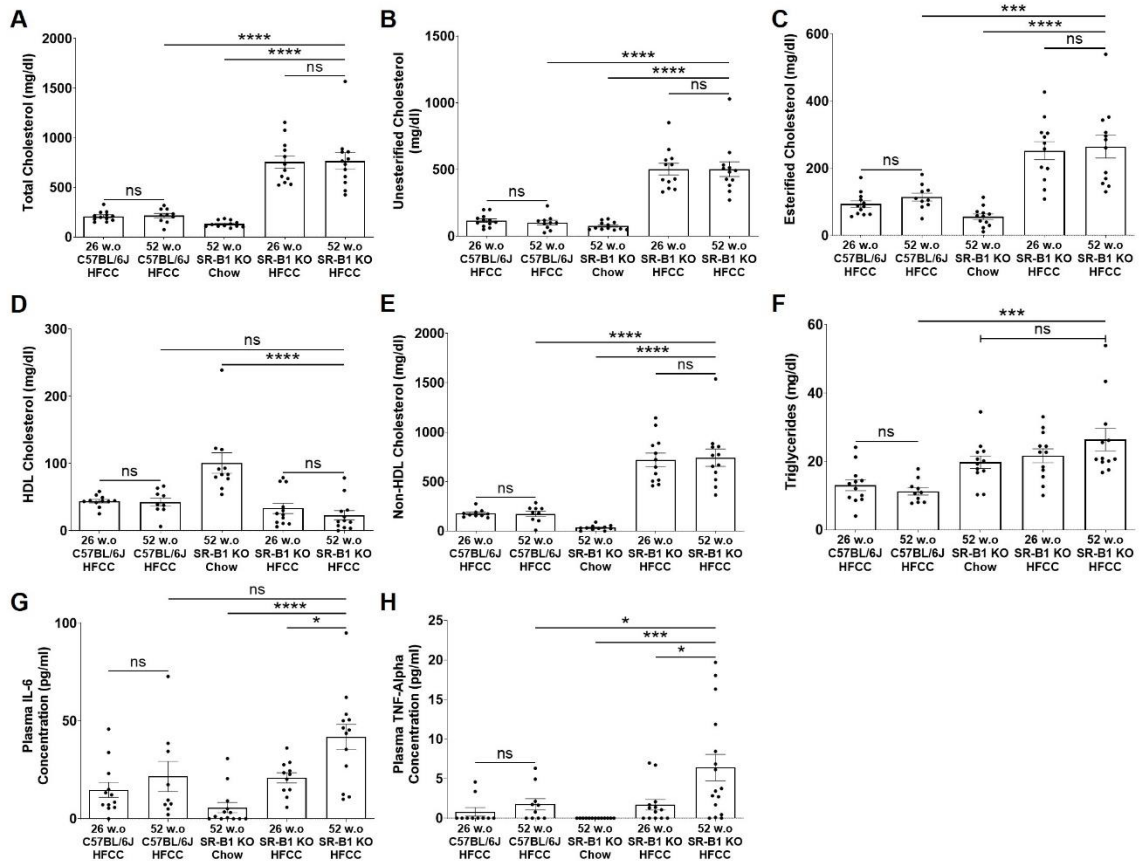 A
Total Cholesterol (mg/dl)
2000
1500
1000
500
0
****
****
ns
ns
26 w.o 52 w.o 52 w.o 26 w.o 52 w.o
C57BL/6J C57BL/6J SR-B1 KO SR-B1 KO SR-B1 KO
HFCC HFCC Chow HFCC HFCC
B
Unesterified Cholesterol
(mg/dl)
1500
1000
500
0
****
****
ns
ns
26 w.o 52 w.o 52 w.o 26 w.o 52 w.o
C57BL/6J C57BL/6J SR-B1 KO SR-B1 KO SR-B1 KO
HFCC HFCC Chow HFCC HFCC
C
Esterified Cholesterol (mg/dl)
600
400
200
0
***
****
ns
ns
26 w.o 52 w.o 52 w.o 26 w.o 52 w.o
C57BL/6J C57BL/6J SR-B1 KO SR-B1 KO SR-B1 KO
HFCC HFCC Chow HFCC HFCC
D
HDL Cholesterol (mg/dl)
300
200
100
0
ns
****
ns
ns
26 w.o 52 w.o 52 w.o 26 w.o 52 w.o
C57BL/6J C57BL/6J SR-B1 KO SR-B1 KO SR-B1 KO
HFCC HFCC Chow HFCC HFCC
E
Non-HDL Cholesterol (mg/dl)
2000
1500
1000
500
0
****
****
ns
ns
26 w.o 52 w.o 52 w.o 26 w.o 52 w.o
C57BL/6J C57BL/6J SR-B1 KO SR-B1 KO SR-B1 KO
HFCC HFCC Chow HFCC HFCC
F
Triglycerides (mg/dl)
60
40
20
0
***
ns
ns
26 w.o 52 w.o 52 w.o 26 w.o 52 w.o
C57BL/6J C57BL/6J SR-B1 KO SR-B1 KO SR-B1 KO
HFCC HFCC Chow HFCC HFCC
G
Plasma IL-6
Concentration (pg/ml)
100
50
0
ns
****
*
ns
26 w.o 52 w.o 52 w.o 26 w.o 52 w.o
C57BL/6J C57BL/6J SR-B1 KO SR-B1 KO SR-B1 KO
HFCC HFCC Chow HFCC HFCC
H
Plasma TNF-Alpha
Concentration (pg/ml)
25
20
15
10
5
0
*
***
*
ns
26 w.o 52 w.o 52 w.o 26 w.o 52 w.o
C57BL/6J C57BL/6J SR-B1 KO SR-B1 KO SR-B1 KO
HFCC HFCC Chow HFCC HFCC